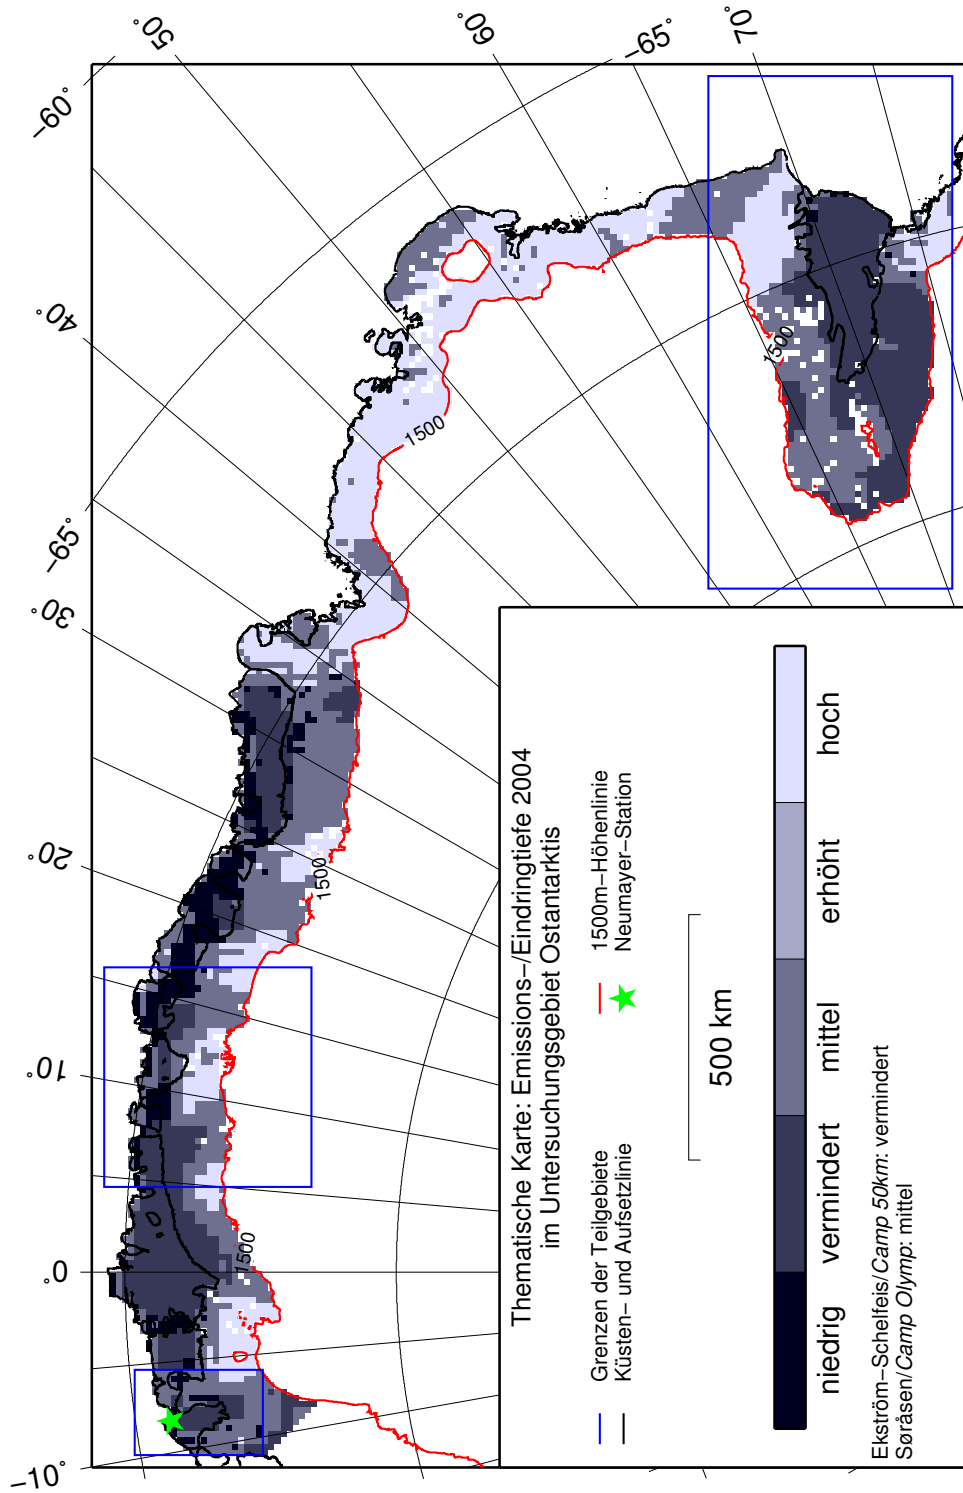 −10°
0°
10°
20°
30°
−65°
40°
−60°
50°
60°
−65°
70°
1500
1500
1500
1500
Thematische Karte: Emissions−/Eindringtiefe 2004
im Untersuchungsgebiet Ostantarktis
Grenzen der Teilgebiete
Küsten− und Aufsetzlinie
1500m−Höhenlinie
Neumayer−Station
500 km
niedrig vermindert mittel erhöht hoch
Ekström−Schelfeis/Camp 50km: vermindert
Søråsen/Camp Olymp: mittel